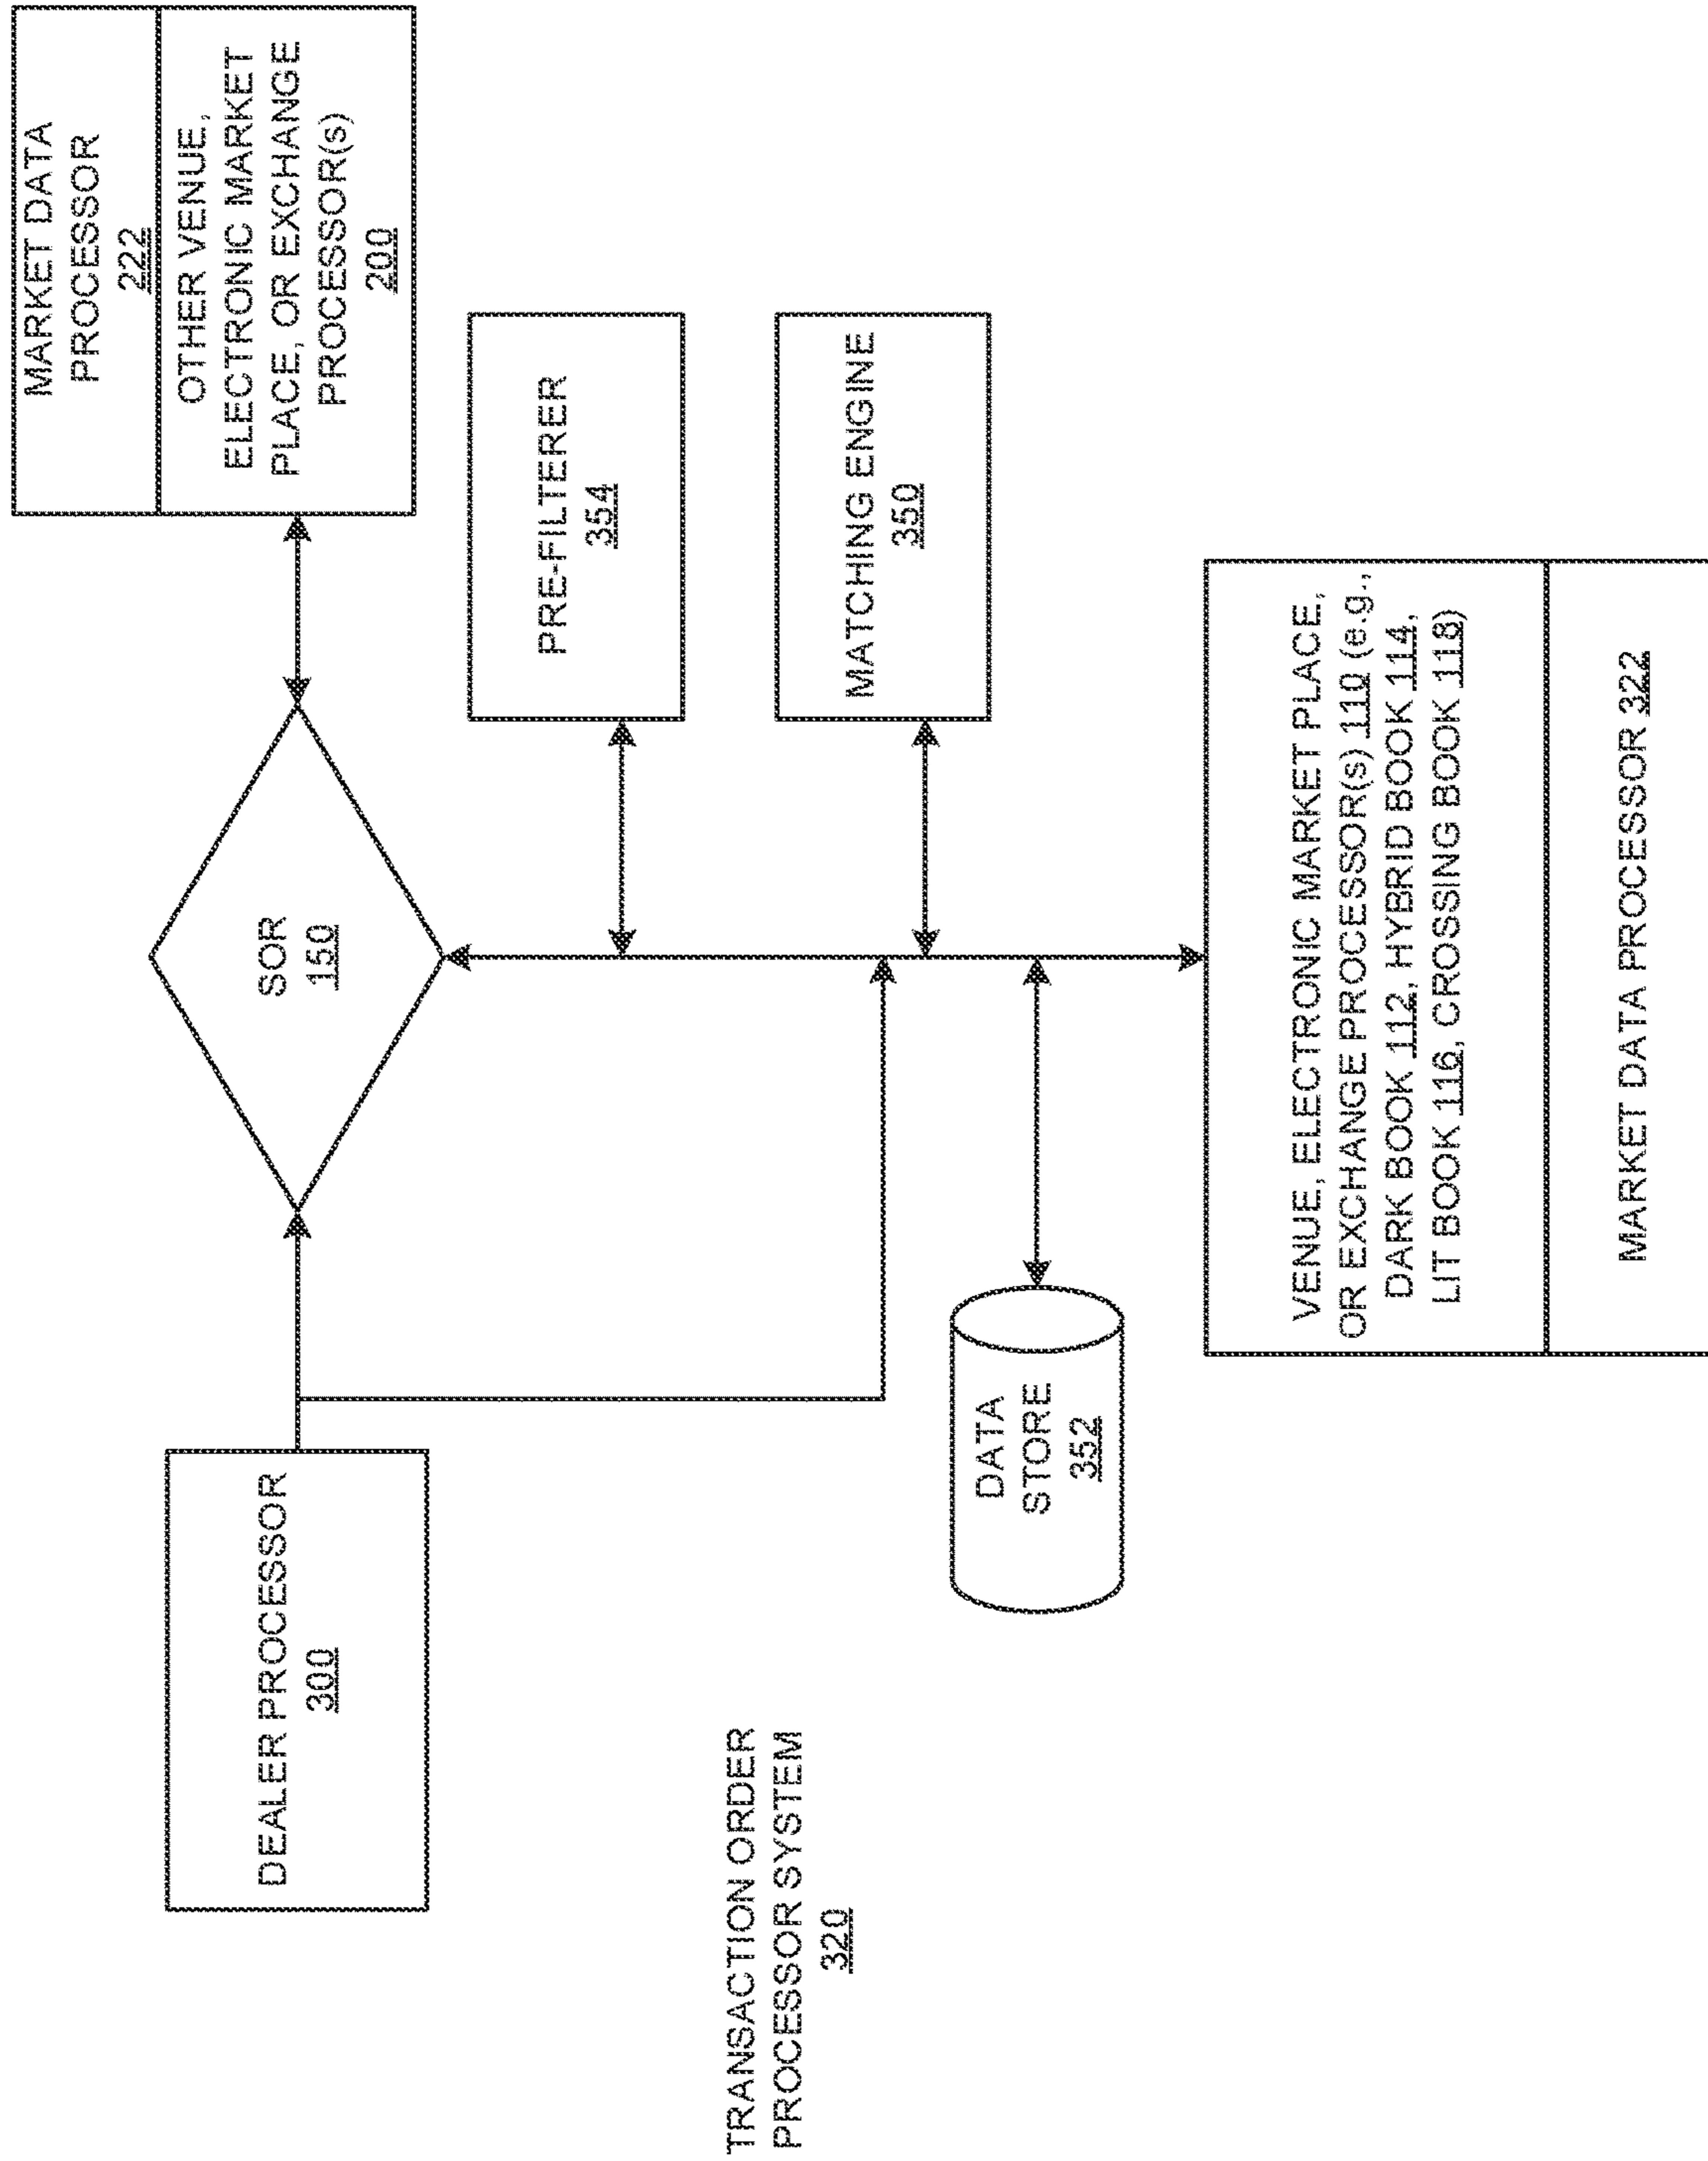 MARKET DATA
PROCESSOR
222
OTHER VENUE,
ELECTRONIC MARKET
PLACE, OR EXCHANGE
PROCESSOR(s)
200
SOR
150
DEALER PROCESSOR
300
PRE-FILTERER
354
MATCHING ENGINE
350
TRANSACTION ORDER
PROCESSOR SYSTEM
320
DATA
STORE
352
VENUE, ELECTRONIC MARKET PLACE,
OR EXCHANGE PROCESSOR(s) 110 (e.g.,
DARK BOOK 112, HYBRID BOOK 114,
LIT BOOK 116, CROSSING BOOK 118)
MARKET DATA PROCESSOR 322